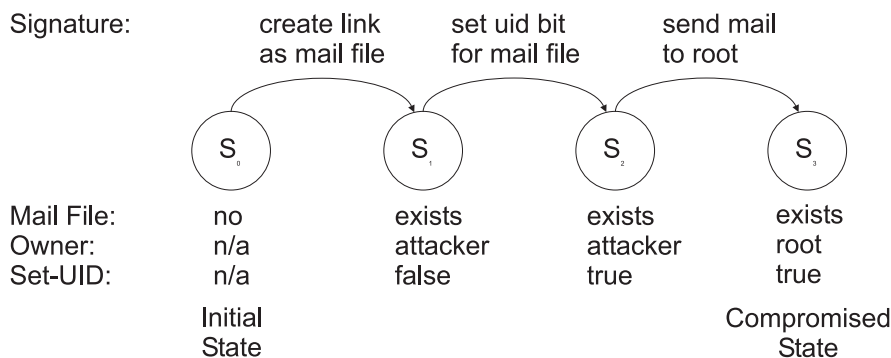 Signature: create link set uid bit send mail
as mail file for mail file to root
S₀ S₁ S₂ S₃
Mail File: no exists exists exists
Owner: n/a attacker attacker root
Set-UID: n/a false true true
Initial Compromised
State State